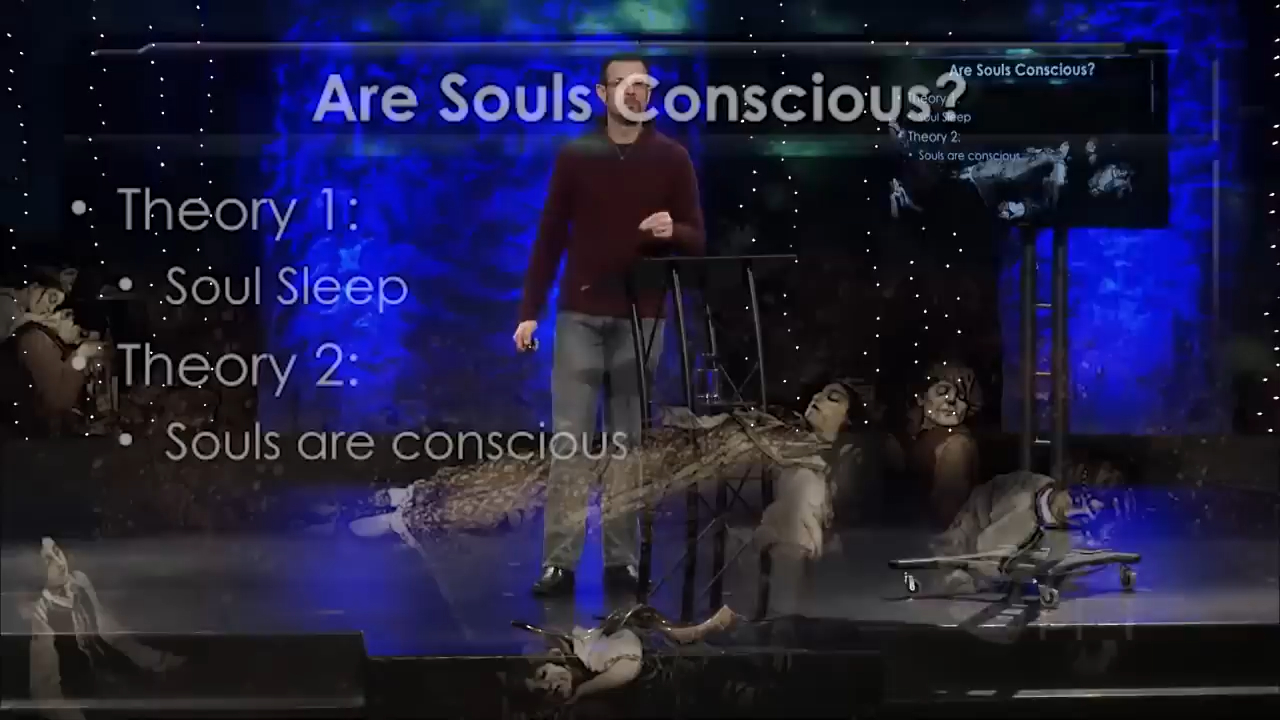 Are Souls Conscious?
• Theory 1:
• Soul Sleep
• Theory 2:
• Souls are conscious
Are Souls Conscious?
Theory
Soul Sleep
Theory 2:
• Souls are conscious